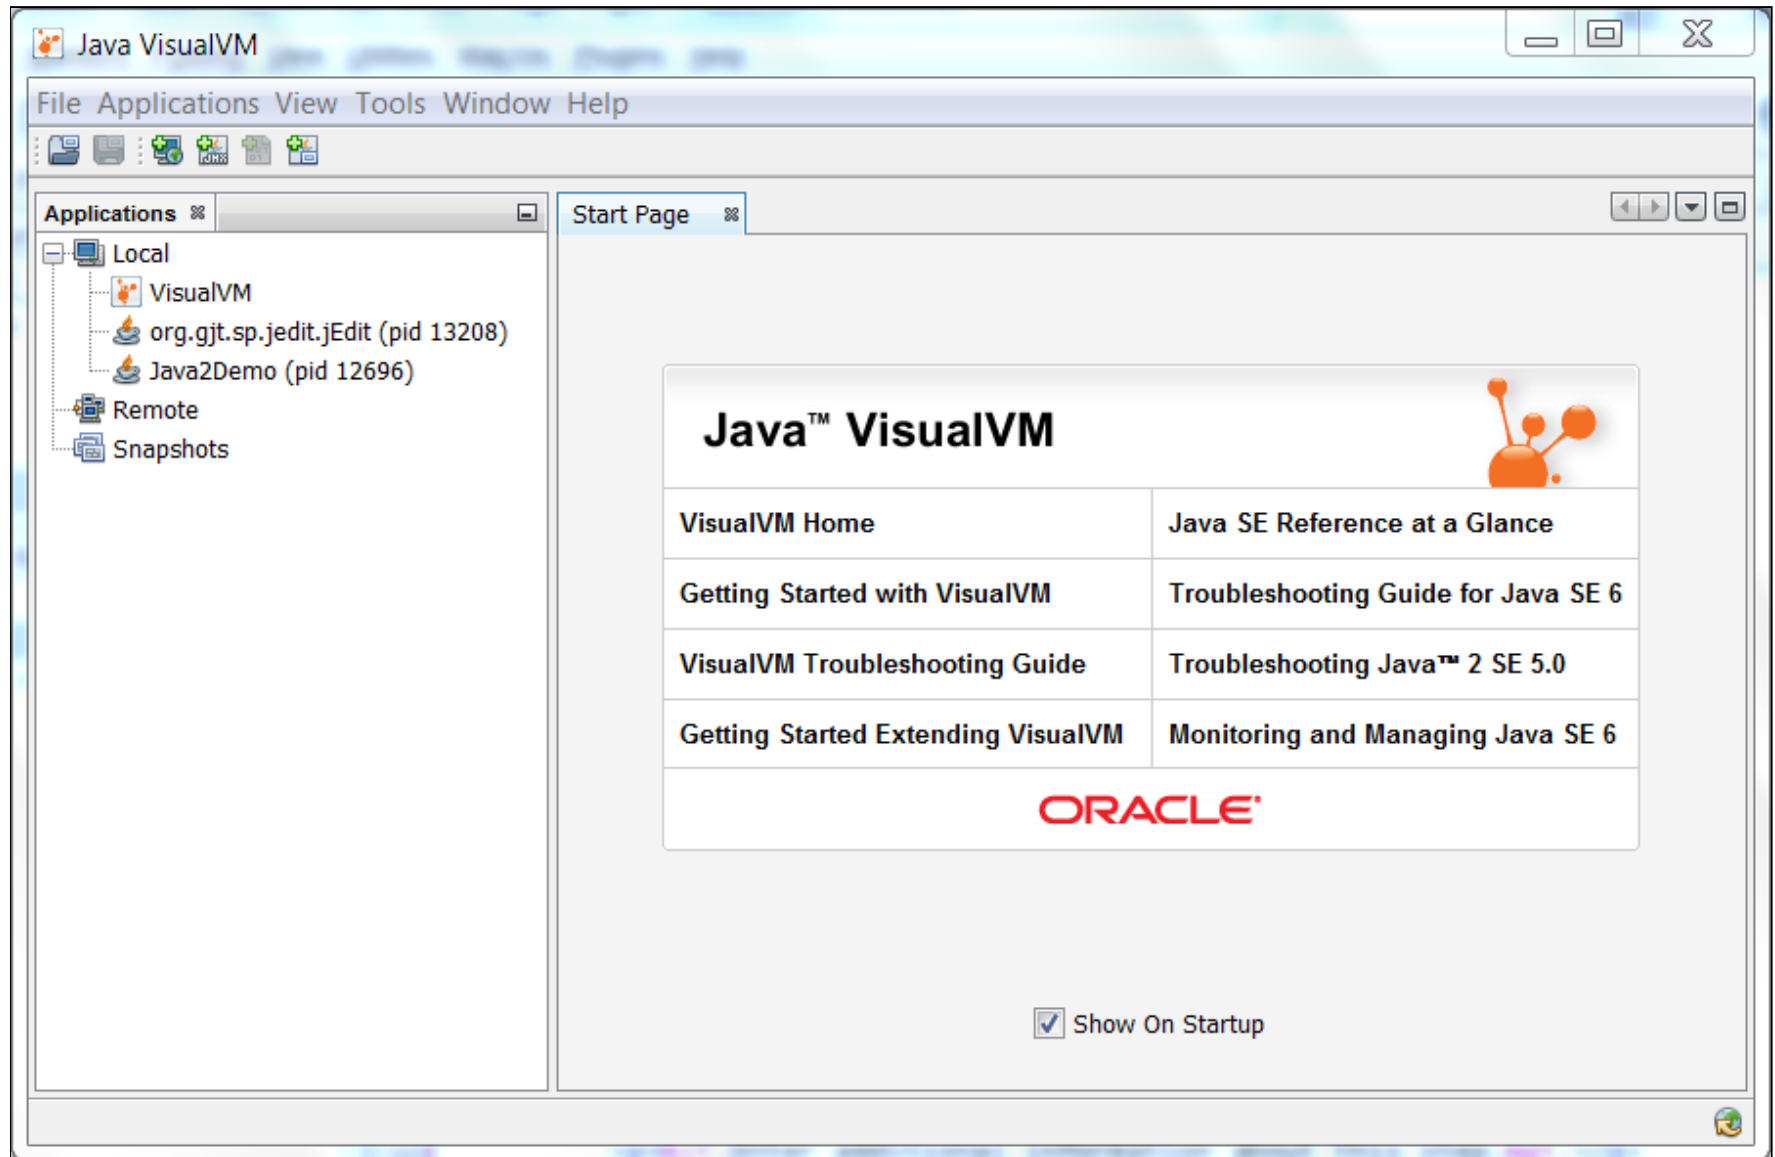 Java VisualVM
File Applications View Tools Window Help
Applications
Start Page
Local
VisualVM
org.gjt.sp.jedit.jEdit (pid 13208)
Java2Demo (pid 12696)
Remote
Snapshots
Java™ VisualVM
VisualVM Home
Java SE Reference at a Glance
Getting Started with VisualVM
Troubleshooting Guide for Java SE 6
VisualVM Troubleshooting Guide
Troubleshooting Java™ 2 SE 5.0
Getting Started Extending VisualVM
Monitoring and Managing Java SE 6
ORACLE
Show On Startup